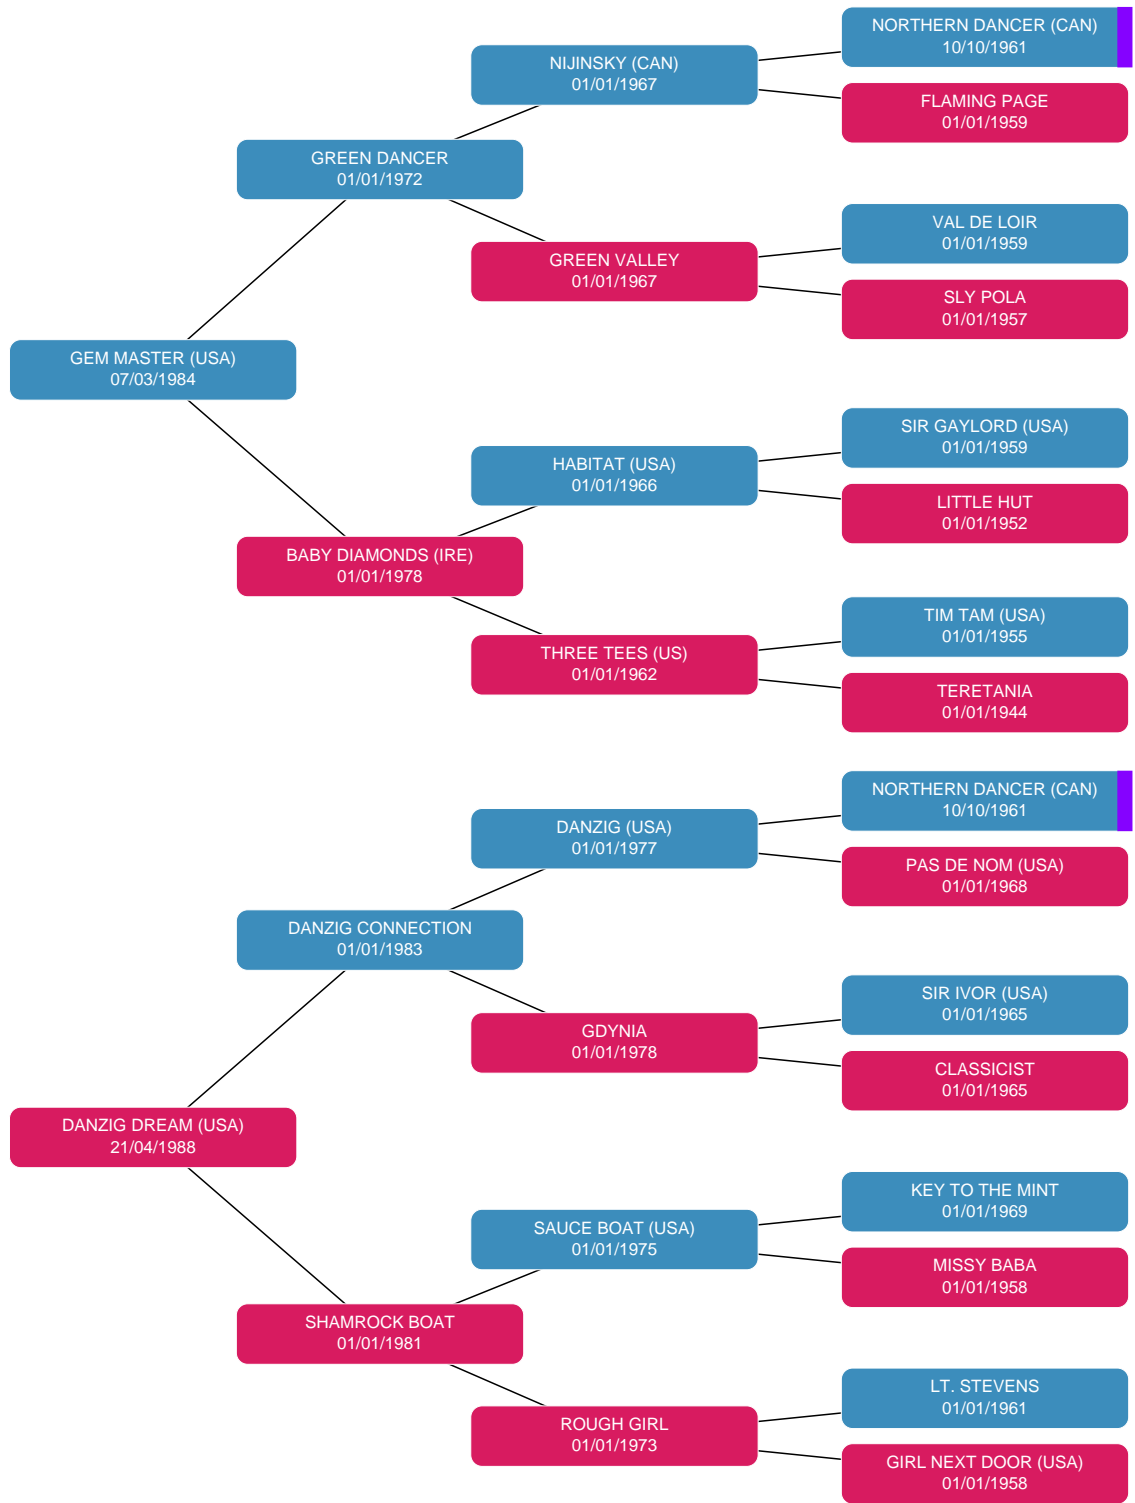 NORTHERN DANCER (CAN)
10/10/1961
NIJINSKY (CAN)
01/01/1967
FLAMING PAGE
01/01/1959
GREEN DANCER
01/01/1972
VAL DE LOIR
01/01/1959
GREEN VALLEY
01/01/1967
SLY POLA
01/01/1957
GEM MASTER (USA)
07/03/1984
SIR GAYLORD (USA)
01/01/1959
HABITAT (USA)
01/01/1966
LITTLE HUT
01/01/1952
BABY DIAMONDS (IRE)
01/01/1978
TIM TAM (USA)
01/01/1955
THREE TEES (US)
01/01/1962
TERETANIA
01/01/1944
NORTHERN DANCER (CAN)
10/10/1961
DANZIG (USA)
01/01/1977
PAS DE NOM (USA)
01/01/1968
DANZIG CONNECTION
01/01/1983
SIR IVOR (USA)
01/01/1965
GDYNIA
01/01/1978
CLASSICIST
01/01/1965
DANZIG DREAM (USA)
21/04/1988
KEY TO THE MINT
01/01/1969
SAUCE BOAT (USA)
01/01/1975
MISSY BABA
01/01/1958
SHAMROCK BOAT
01/01/1981
LT. STEVENS
01/01/1961
ROUGH GIRL
01/01/1973
GIRL NEXT DOOR (USA)
01/01/1958